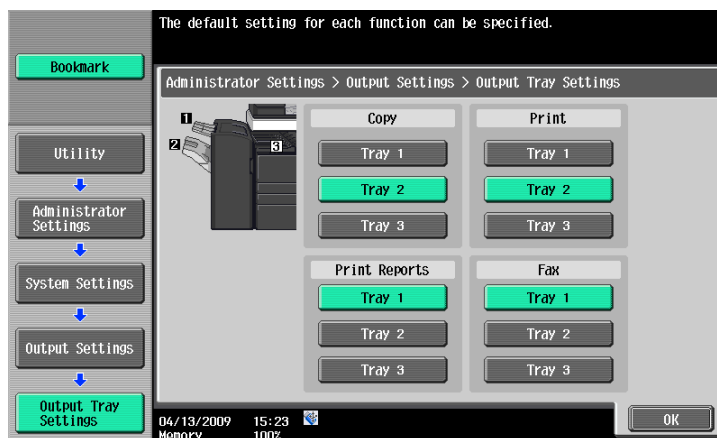 The default setting for each function can be specified.
Bookmark
Administrator Settings > Output Settings > Output Tray Settings
Utility
Administrator
Settings
System Settings
Output Settings
Output Tray
Settings
1
2
3
Copy
Tray 1
Tray 2
Tray 3
Print
Tray 1
Tray 2
Tray 3
Print Reports
Tray 1
Tray 2
Tray 3
Fax
Tray 1
Tray 2
Tray 3
04/13/2009 15:23
Memory 100%
OK